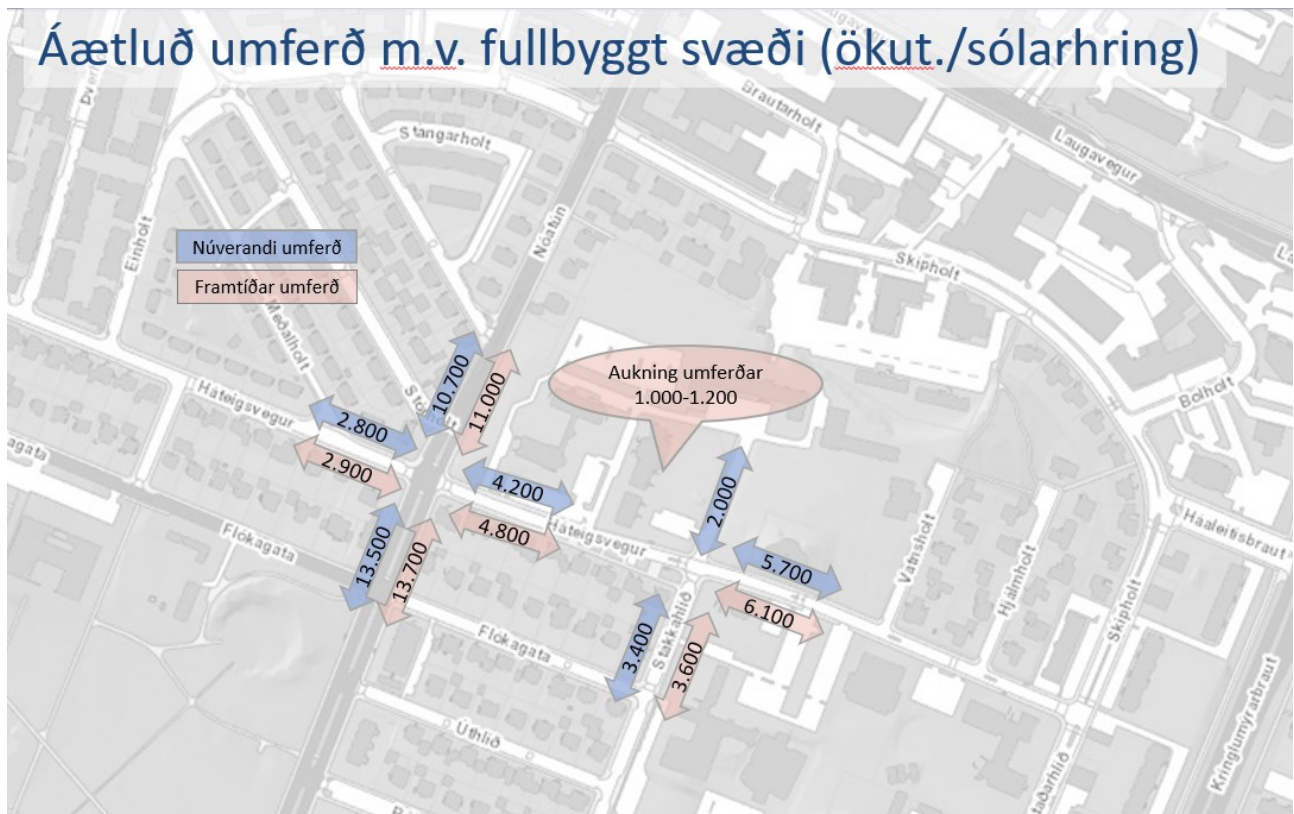 Áætluð umferð m.v. fullbyggt svæði (ökut./sólarhring)
Brautarholt
Laugavegur
Stangarholt
Einholt
Nóatún
Núverandi umferð
Framtíðar umferð
Skipholt
Meðalholt
Stórholt
10.700
11.000
Aukning umferðar
1.000-1.200
Bolholt
Háteigsvegur
2.800
2.900
4.200
4.800
2.000
Háteigsvegur
Háaleitisbraut
Flókagata
13.500
13.700
5.700
6.100
Vatnsholt
Hjálmholt
Skipholt
Flókagata
3.400
Stakkahlíð
3.600
Úthlíð
Kringlumýrarbraut